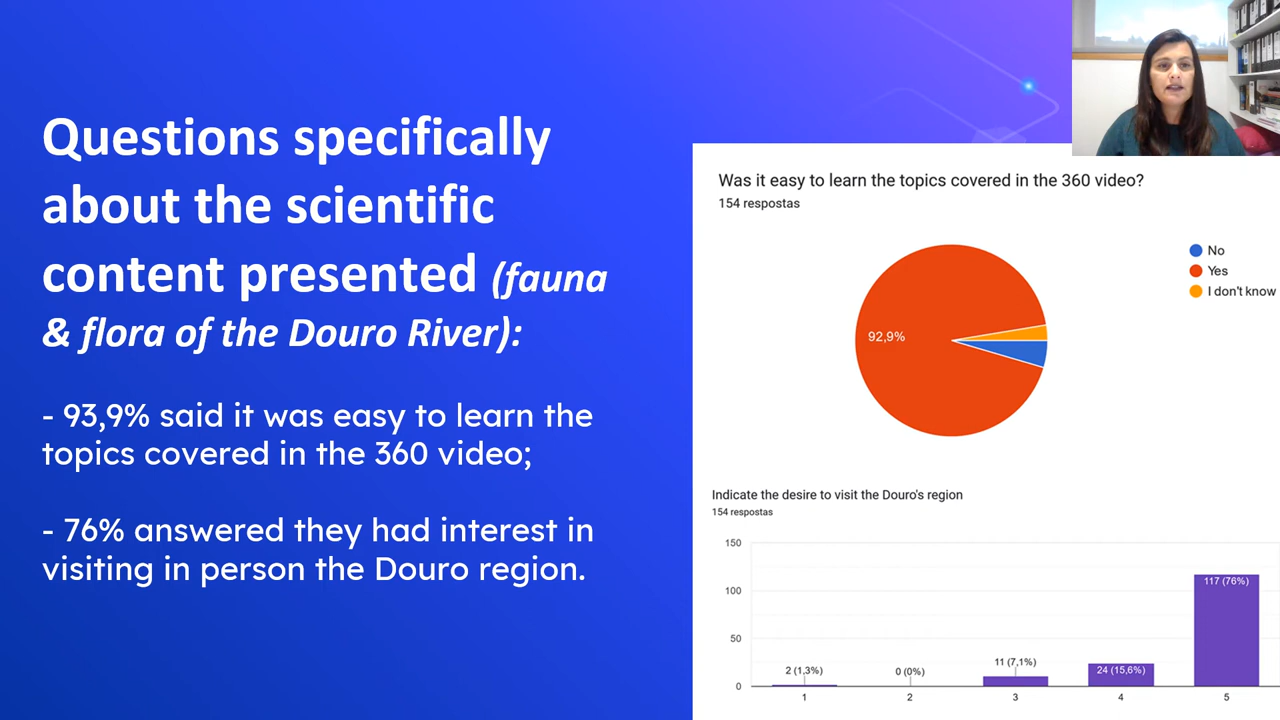 Questions specifically
about the scientific
content presented (fauna
& flora of the Douro River):
- 93,9% said it was easy to learn the
topics covered in the 360 video;
- 76% answered they had interest in
visiting in person the Douro region.
Was it easy to learn the topics covered in the 360 video?
154 respostas
No
Yes
I don't know
92,9%
Indicate the desire to visit the Douro's region
154 respostas
150
100
50
0
2 (1,3%)
0 (0%)
11 (7,1%)
24 (15,6%)
117 (76%)
1
2
3
4
5